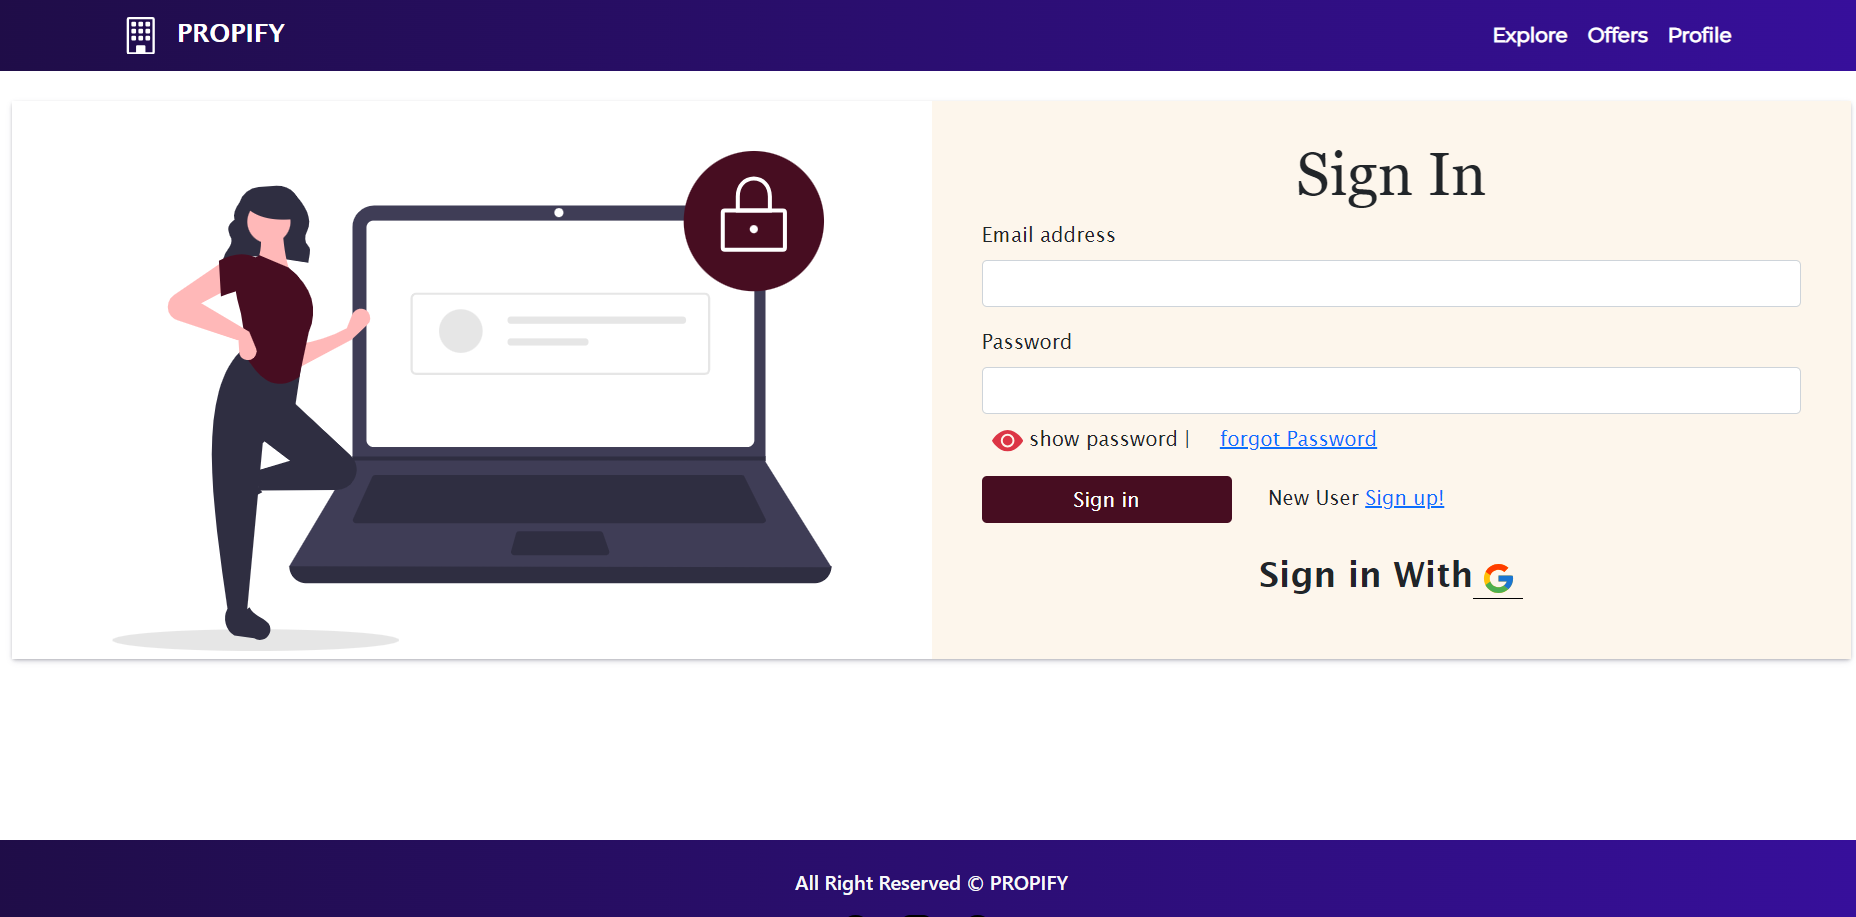 PROPIFY
Explore Offers Profile
Sign In
Email address
Password
show password | forgot Password
Sign in New User Sign up!
Sign in With
All Right Reserved © PROPIFY